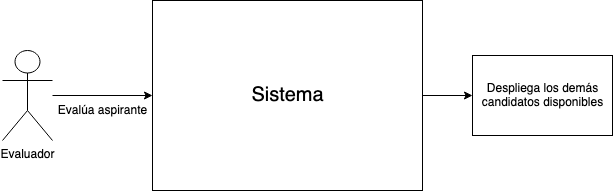 Sistema
Despliega los demás
candidatos disponibles
Evalúa aspirante
Evaluador